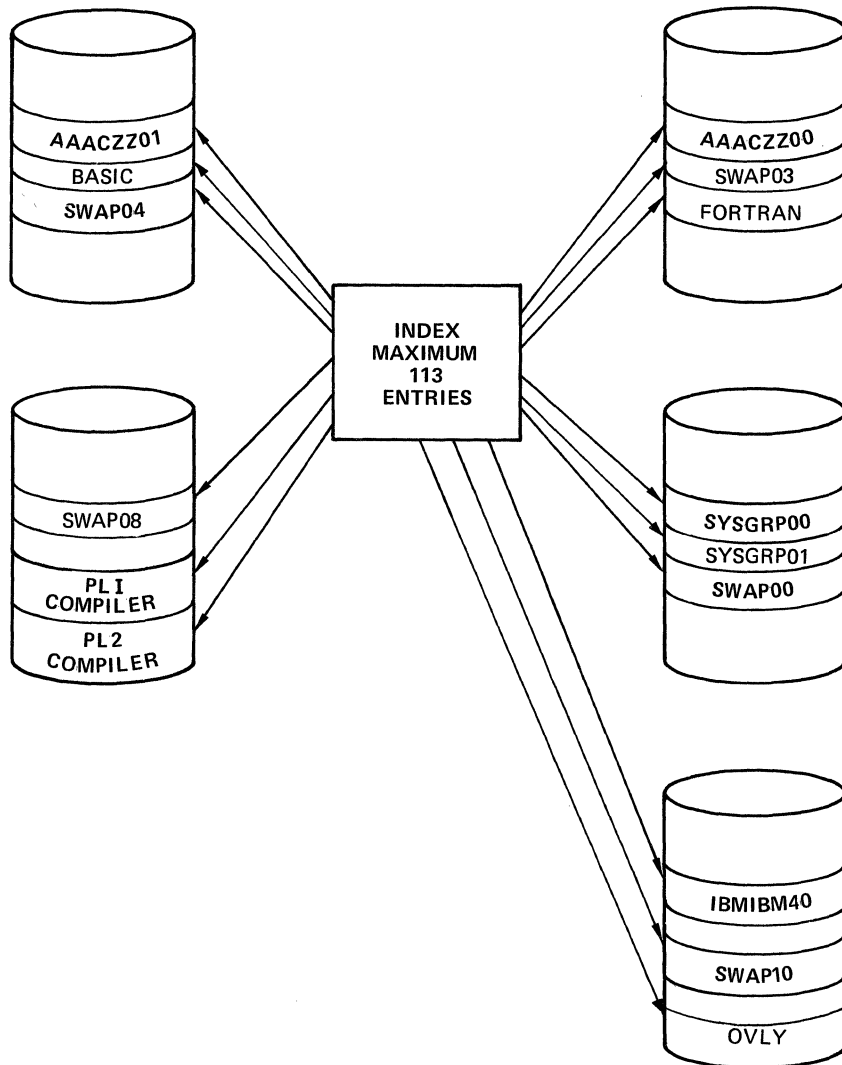 AAACZZ01
BASIC
SWAP04
AAACZZ00
SWAP03
FORTRAN
INDEX
MAXIMUM
113
ENTRIES
SWAP08
PLI
COMPILER
PL2
COMPILER
SYSGRP00
SYSGRP01
SWAP00
IBMIBM40
SWAP10
OVLY